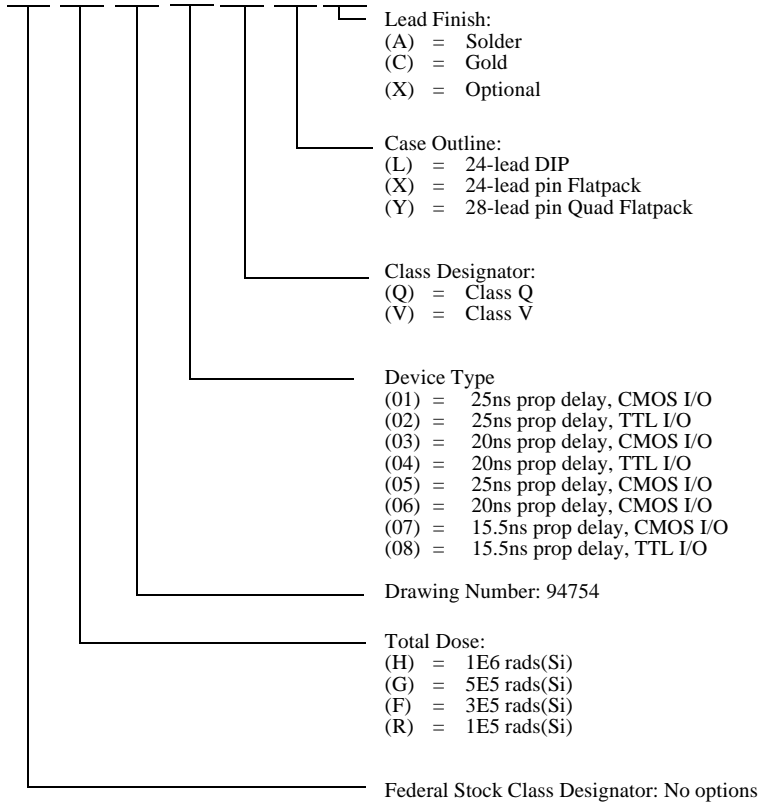 Lead Finish:
(A) = Solder
(C) = Gold
(X) = Optional
Case Outline:
(L) = 24-lead DIP
(X) = 24-lead pin Flatpack
(Y) = 28-lead pin Quad Flatpack
Class Designator:
(Q) = Class Q
(V) = Class V
Device Type
(01) = 25ns prop delay, CMOS I/O
(02) = 25ns prop delay, TTL I/O
(03) = 20ns prop delay, CMOS I/O
(04) = 20ns prop delay, TTL I/O
(05) = 25ns prop delay, CMOS I/O
(06) = 20ns prop delay, CMOS I/O
(07) = 15.5ns prop delay, CMOS I/O
(08) = 15.5ns prop delay, TTL I/O
Drawing Number: 94754
Total Dose:
(H) = 1E6 rads(Si)
(G) = 5E5 rads(Si)
(F) = 3E5 rads(Si)
(R) = 1E5 rads(Si)
Federal Stock Class Designator: No options